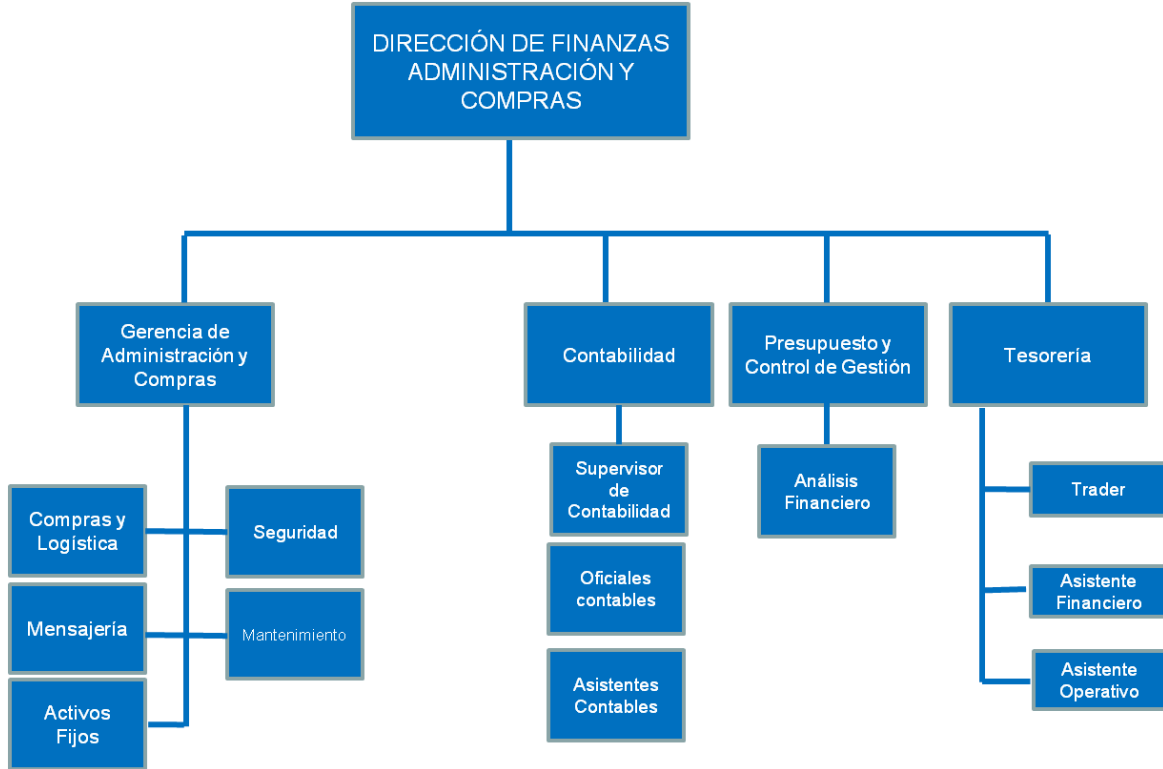 DIRECCIÓN DE FINANZAS
ADMINISTRACIÓN Y
COMPRAS
Gerencia de
Administración y
Compras
Contabilidad
Presupuesto y
Control de Gestión
Tesorería
Compras y
Logística
Seguridad
Mensajería
Mantenimiento
Activos
Fijos
Supervisor
de
Contabilidad
Oficiales
contables
Asistentes
Contables
Análisis
Financiero
Trader
Asistente
Financiero
Asistente
Operativo